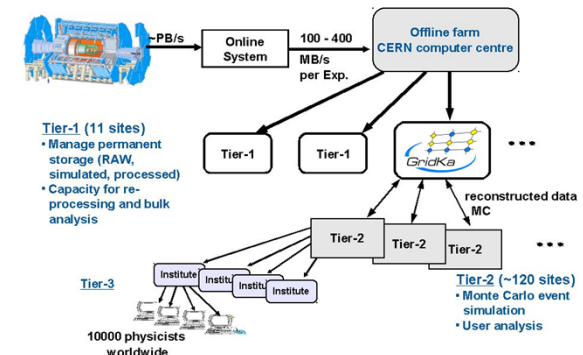 ~PB/s
Online
System
100 - 400
MB/s
per Exp.
Offline farm
CERN computer centre
Tier-1 (11 sites)
• Manage permanent
storage (RAW,
simulated, processed)
• Capacity for re-
processing and bulk
analysis
Tier-1
Tier-1
GridKa
reconstructed data
MC
Tier-2
Tier-2
Tier-2
Tier-3
Institute
Institute
Institute
Institute
10000 physicists
worldwide
Tier-2 (~120 sites)
• Monte Carlo event
simulation
• User analysis